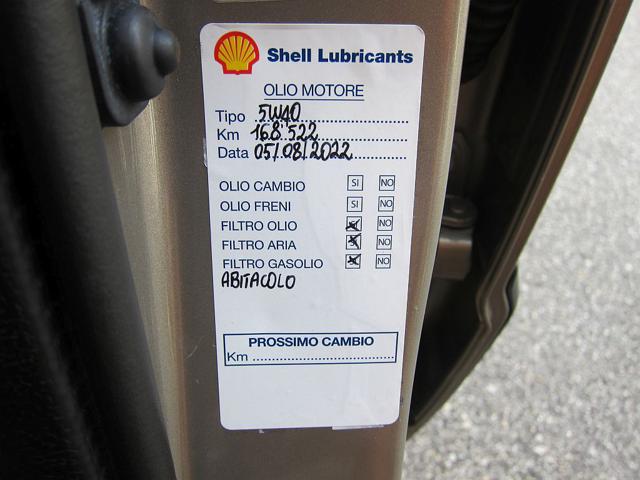 Shell Lubricants
OLIO MOTORE
Tipo 5W40
Km 168.522
Data 05/08/2022
OLIO CAMBIO SI NO
OLIO FRENI SI NO
FILTRO OLIO SI NO
FILTRO ARIA SI NO
FILTRO GASOLIO SI NO
ABITACOLO
PROSSIMO CAMBIO
Km